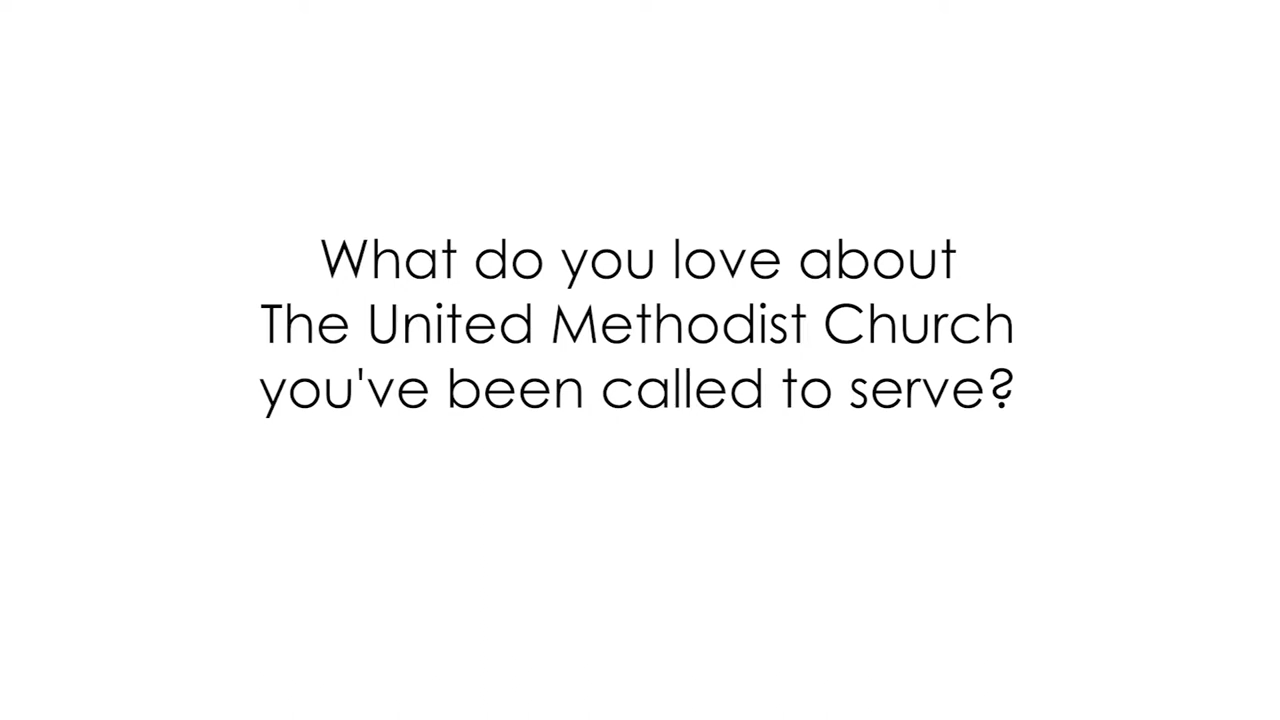 What do you love about
The United Methodist Church
you've been called to serve?